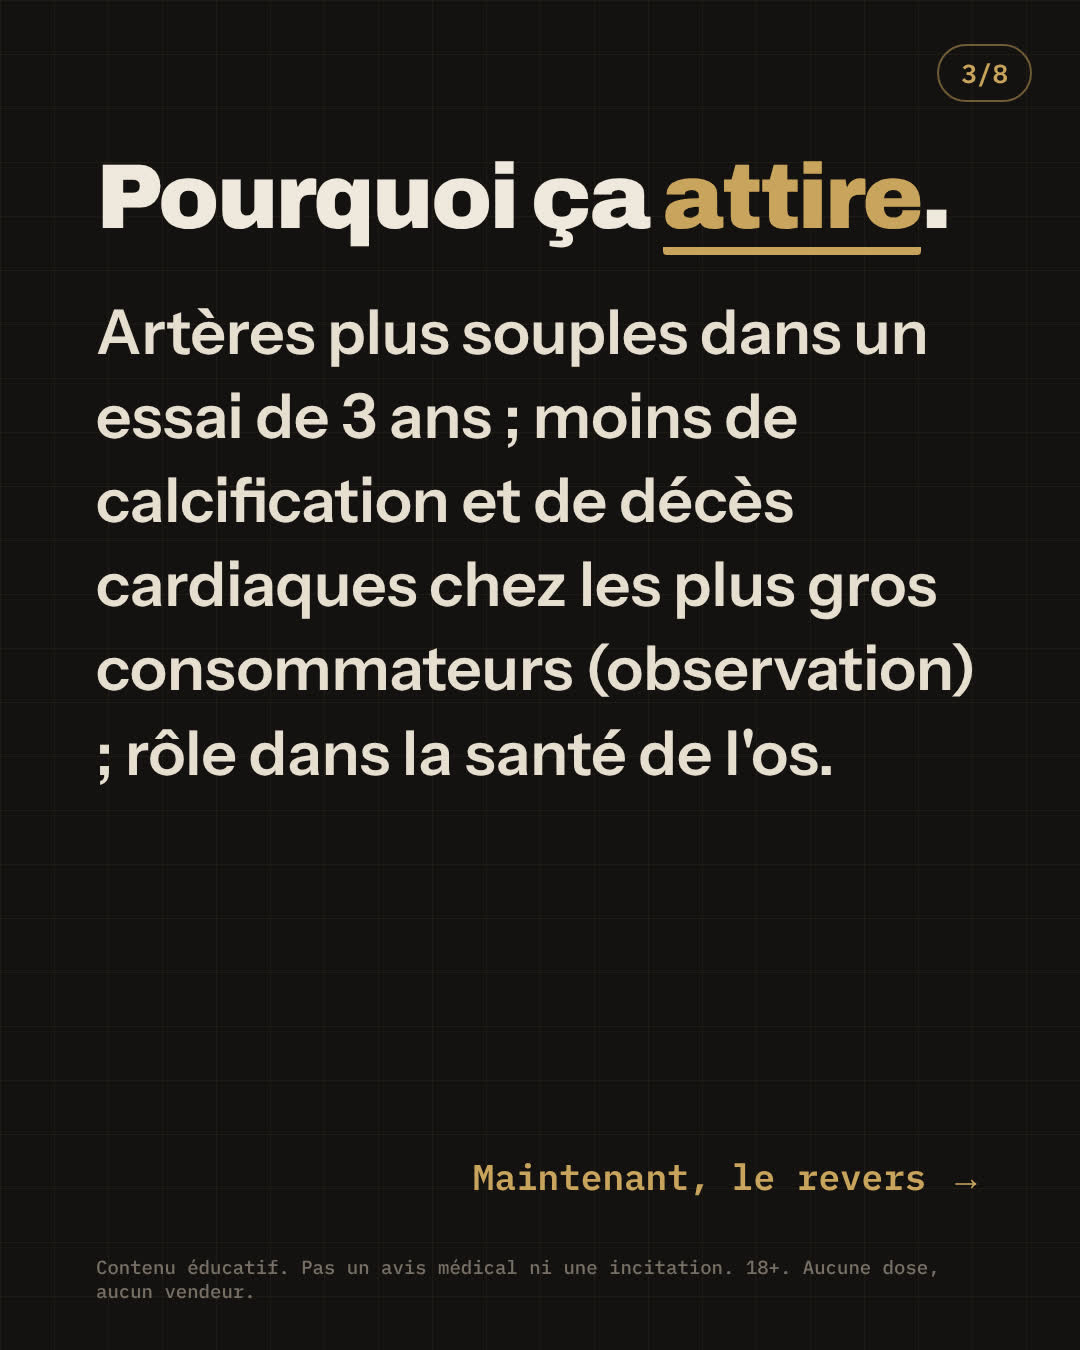 3/8
Pourquoi ça attire.
Artères plus souples dans un
essai de 3 ans ; moins de
calcification et de décès
cardiaques chez les plus gros
consommateurs (observation)
; rôle dans la santé de l'os.
Maintenant, le revers →
Contenu éducatif. Pas un avis médical ni une incitation. 18+. Aucune dose,
aucun vendeur.